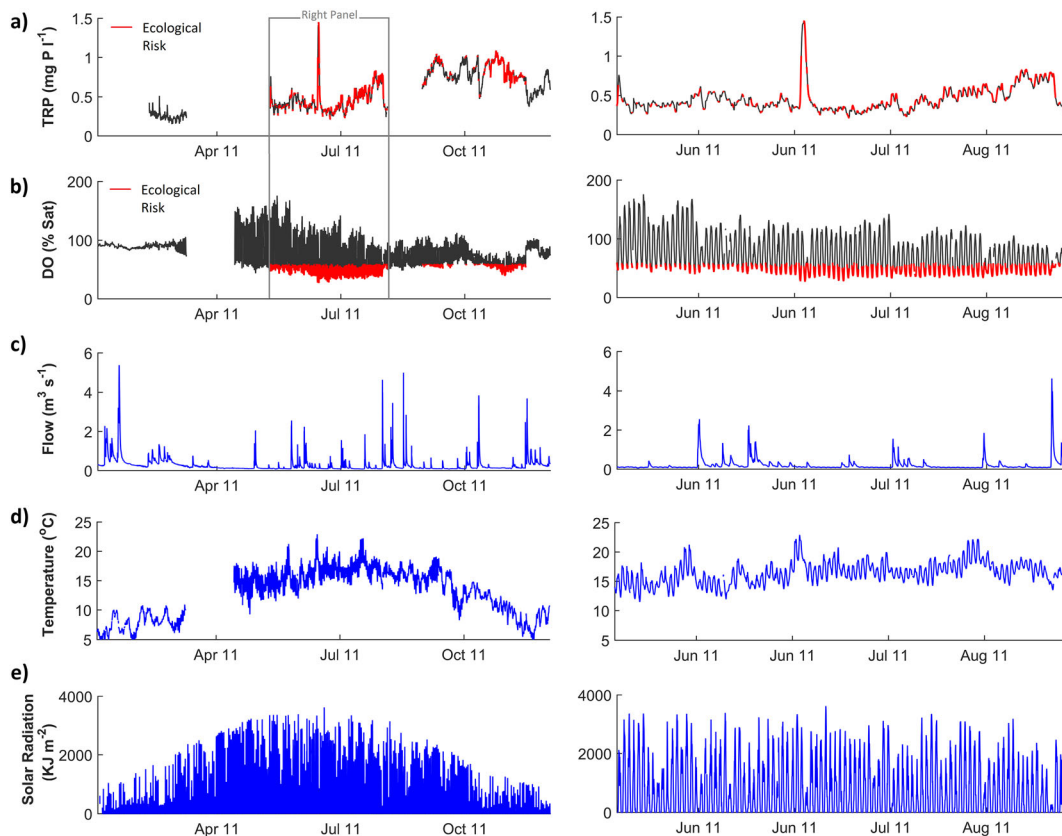 a)
TRP (mg P l-1)
1.5
1
0.5
0
Ecological
Risk
Right Panel
Apr 11
Jul 11
Oct 11
1.5
1
0.5
0
Jun 11
Jun 11
Jul 11
Aug 11
b)
DO (% Sat)
200
100
0
Ecological
Risk
Apr 11
Jul 11
Oct 11
200
100
0
Jun 11
Jun 11
Jul 11
Aug 11
c)
Flow (m3 s-1)
6
4
2
0
Apr 11
Jul 11
Oct 11
6
4
2
0
Jun 11
Jun 11
Jul 11
Aug 11
d)
Temperature (oC)
25
20
15
10
5
Apr 11
Jul 11
Oct 11
25
20
15
10
5
Jun 11
Jun 11
Jul 11
Aug 11
e)
Solar Radiation
(KJ m-2)
4000
2000
0
Apr 11
Jul 11
Oct 11
4000
2000
0
Jun 11
Jun 11
Jul 11
Aug 11